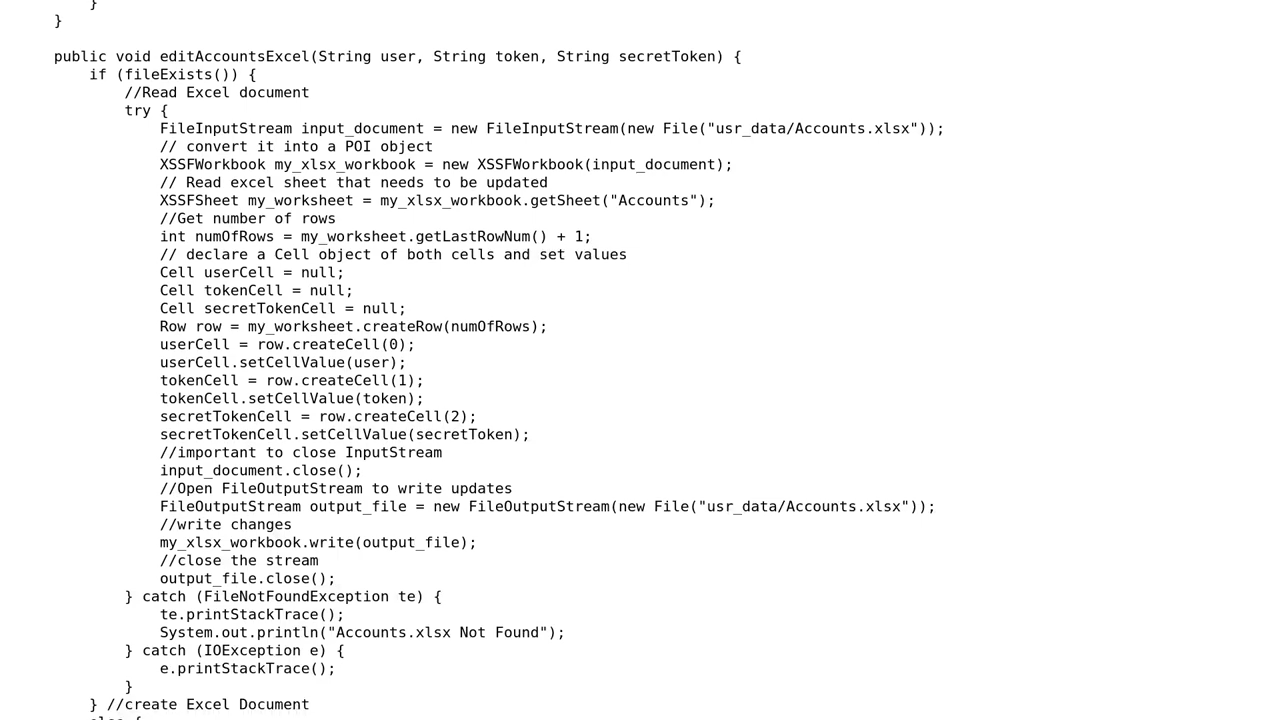 }
}
public void editAccountsExcel(String user, String token, String secretToken) {
if (fileExists()) {
//Read Excel document
try {
FileInputStream input_document = new FileInputStream(new File("usr_data/Accounts.xlsx"));
// convert it into a POI object
XSSFWorkbook my_xlsx_workbook = new XSSFWorkbook(input_document);
// Read excel sheet that needs to be updated
XSSFSheet my_worksheet = my_xlsx_workbook.getSheet("Accounts");
//Get number of rows
int numOfRows = my_worksheet.getLastRowNum() + 1;
// declare a Cell object of both cells and set values
Cell userCell = null;
Cell tokenCell = null;
Cell secretTokenCell = null;
Row row = my_worksheet.createRow(numOfRows);
userCell = row.createCell(0);
userCell.setCellValue(user);
tokenCell = row.createCell(1);
tokenCell.setCellValue(token);
secretTokenCell = row.createCell(2);
secretTokenCell.setCellValue(secretToken);
//important to close InputStream
input_document.close();
//Open FileOutputStream to write updates
FileOutputStream output_file = new FileOutputStream(new File("usr_data/Accounts.xlsx"));
//write changes
my_xlsx_workbook.write(output_file);
//close the stream
output_file.close();
} catch (FileNotFoundException te) {
te.printStackTrace();
System.out.println("Accounts.xlsx Not Found");
} catch (IOException e) {
e.printStackTrace();
}
} //create Excel Document